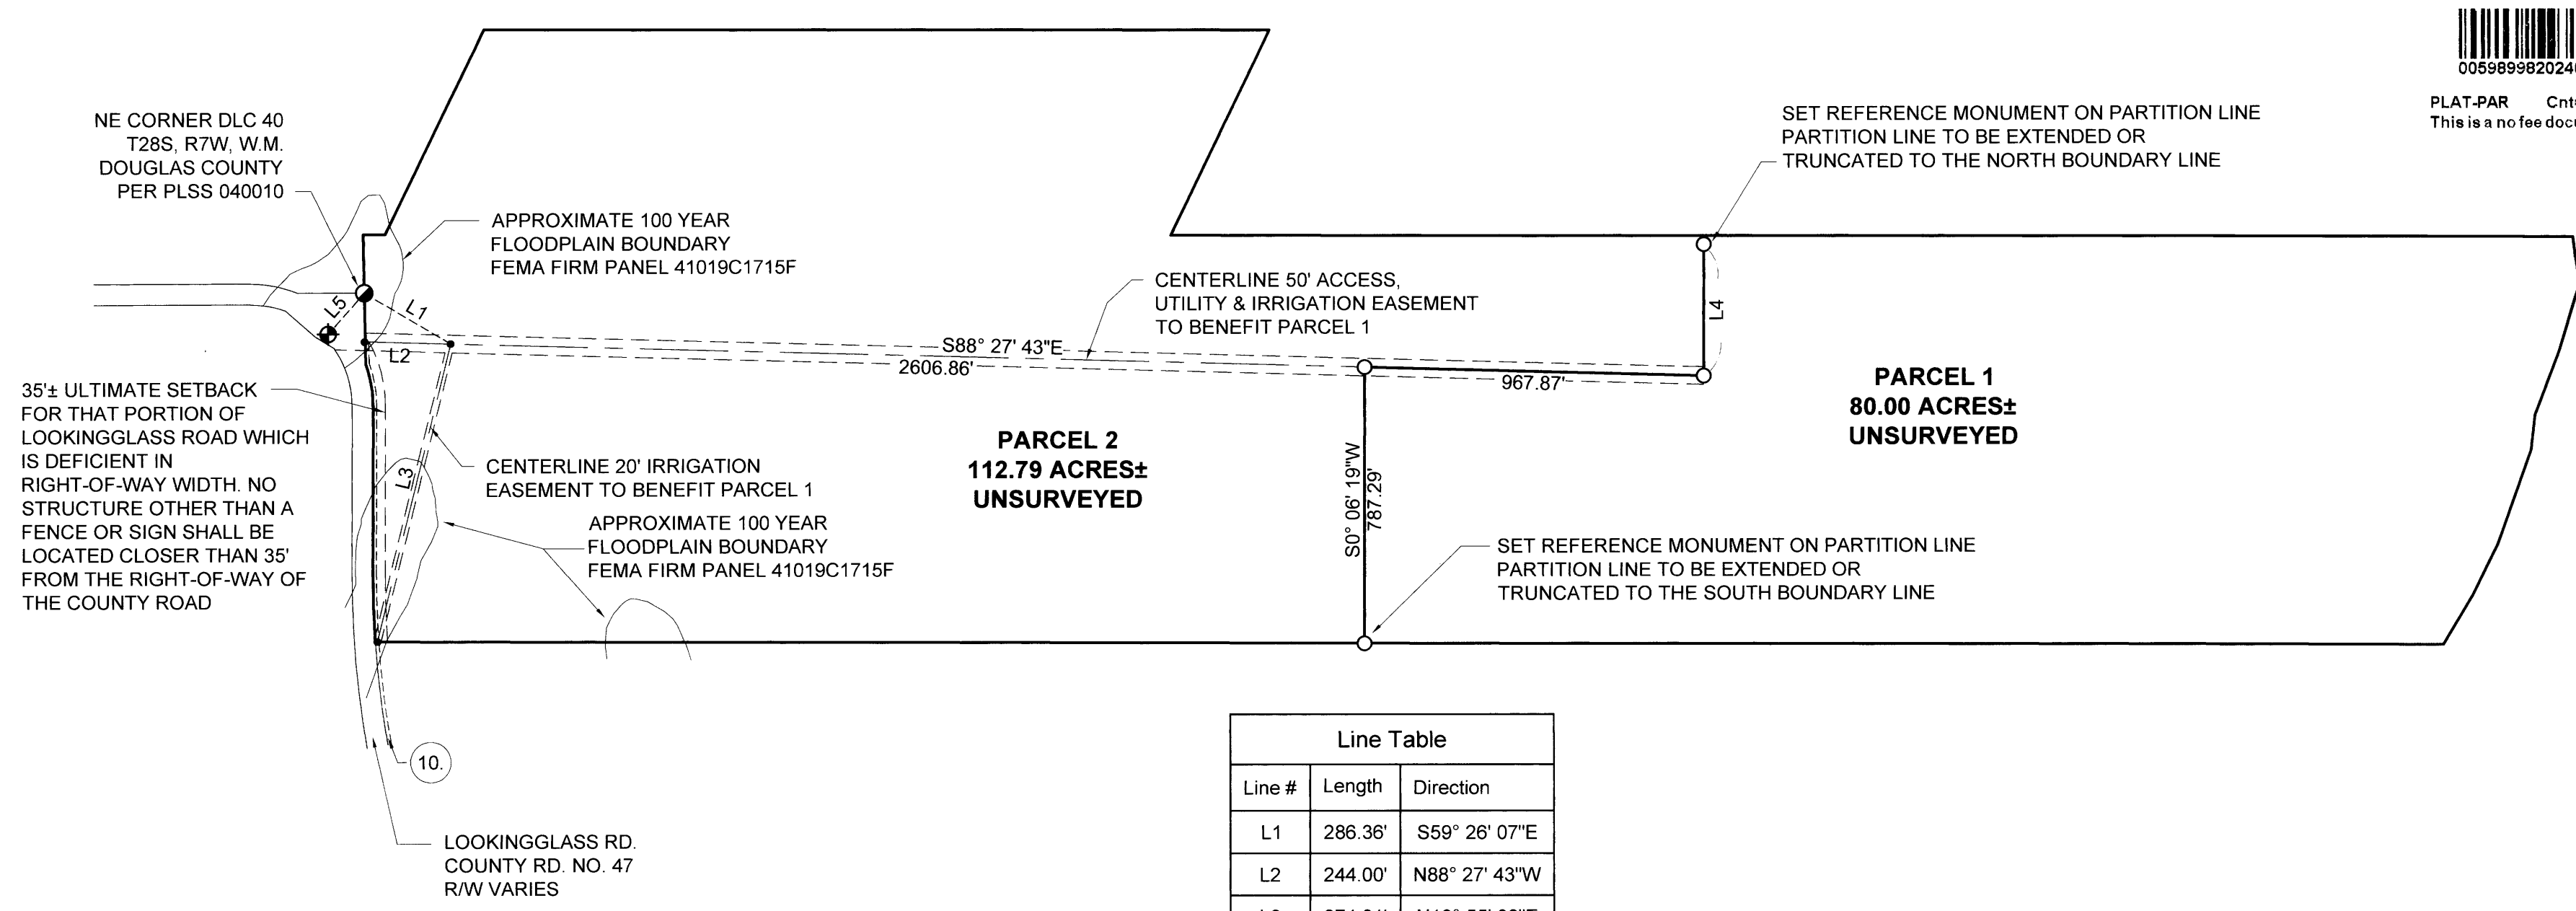 005989982024
PLAT-PAR Cnt
This is a no fee docu
NE CORNER DLC 40
T28S, R7W, W.M.
DOUGLAS COUNTY
PER PLSS 040010
SET REFERENCE MONUMENT ON PARTITION LINE
PARTITION LINE TO BE EXTENDED OR
TRUNCATED TO THE NORTH BOUNDARY LINE
APPROXIMATE 100 YEAR
FLOODPLAIN BOUNDARY
FEMA FIRM PANEL 41019C1715F
CENTERLINE 50' ACCESS,
UTILITY & IRRIGATION EASEMENT
TO BENEFIT PARCEL 1
L5
L1
L2
L4
S88° 27' 43"E
2606.86'
967.87'
35'± ULTIMATE SETBACK
FOR THAT PORTION OF
LOOKINGGLASS ROAD WHICH
IS DEFICIENT IN
RIGHT-OF-WAY WIDTH. NO
STRUCTURE OTHER THAN A
FENCE OR SIGN SHALL BE
LOCATED CLOSER THAN 35'
FROM THE RIGHT-OF-WAY OF
THE COUNTY ROAD
PARCEL 1
80.00 ACRES±
UNSURVEYED
PARCEL 2
112.79 ACRES±
UNSURVEYED
L3
CENTERLINE 20' IRRIGATION
EASEMENT TO BENEFIT PARCEL 1
S0° 06' 19"W
787.29'
APPROXIMATE 100 YEAR
FLOODPLAIN BOUNDARY
FEMA FIRM PANEL 41019C1715F
SET REFERENCE MONUMENT ON PARTITION LINE
PARTITION LINE TO BE EXTENDED OR
TRUNCATED TO THE SOUTH BOUNDARY LINE
10.
LOOKINGGLASS RD.
COUNTY RD. NO. 47
R/W VARIES
Line Table
Line # Length Direction
L1 286.36' S59° 26' 07"E
L2 244.00' N88° 27' 43"W